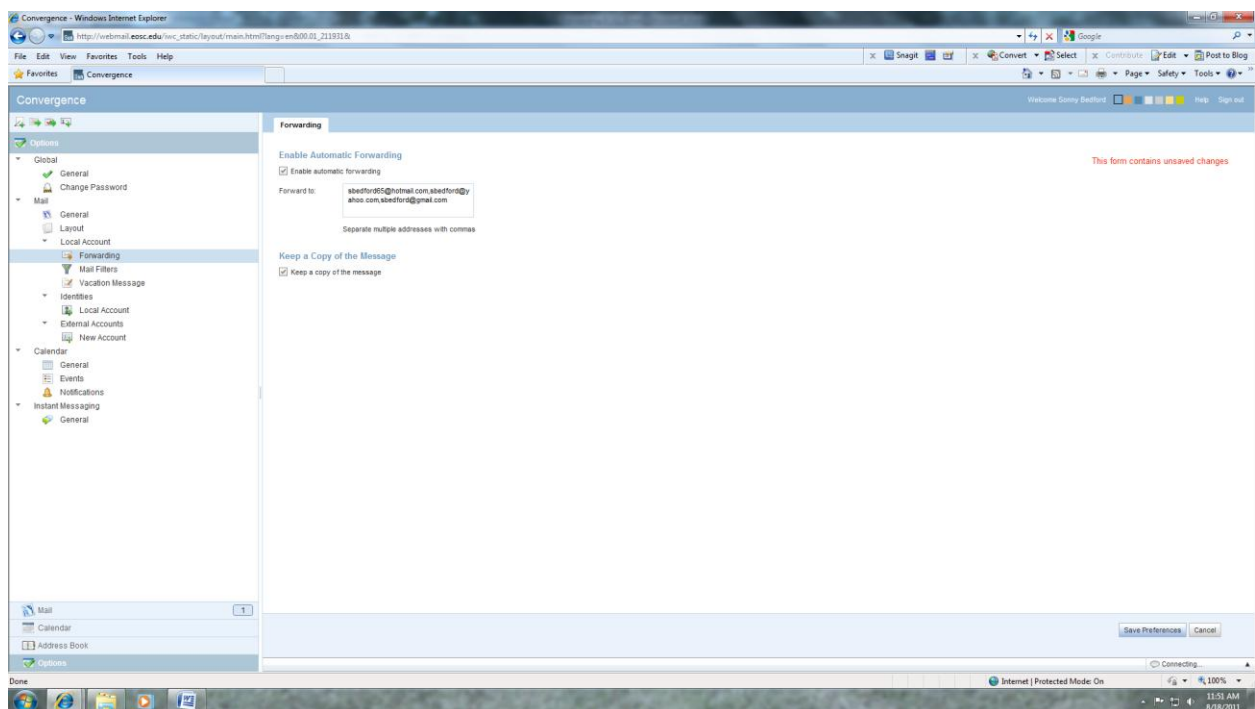 Convergence - Windows Internet Explorer
http://webmail.eosc.edu/iwc_static/layout/main.html?lang=en&00.01_211931&
Google
File Edit View Favorites Tools Help
x Snagit
x Convert Select
x Contribute Edit Post to Blog
Favorites Convergence
Page Safety Tools
Convergence
Welcome Sonny Bedford
Help Sign out
Options
Global
General
Change Password
Mail
General
Layout
Local Account
Forwarding
Mail Filters
Vacation Message
Identities
Local Account
External Accounts
New Account
Calendar
General
Events
Notifications
Instant Messaging
General
Mail 1
Calendar
Address Book
Options
Forwarding
Enable Automatic Forwarding
This form contains unsaved changes
Enable automatic forwarding
Forward to: sbedford65@hotmail.com,sbedford@y
ahoo.com,sbedford@gmail.com
Separate multiple addresses with commas
Keep a Copy of the Message
Keep a copy of the message
Save Preferences Cancel
Connecting...
Done
Internet | Protected Mode: On
100%
11:51 AM
8/18/2011